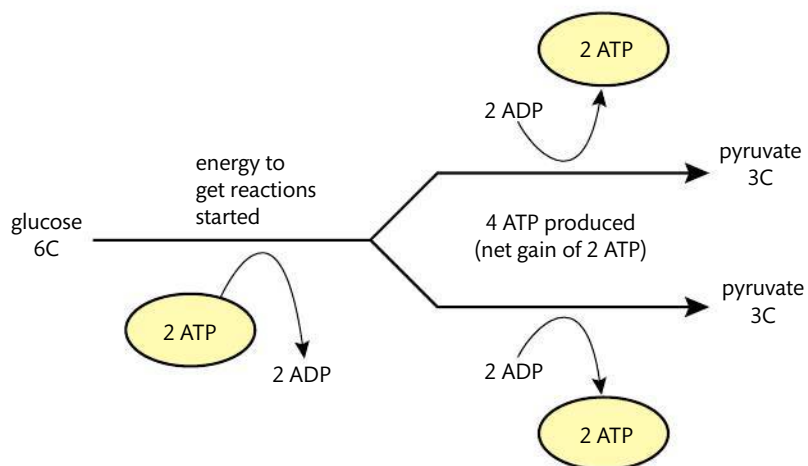 2 ATP
2 ADP
pyruvate
3C
energy to
get reactions
started
glucose
6C
4 ATP produced
(net gain of 2 ATP)
2 ATP
2 ADP
pyruvate
3C
2 ADP
2 ATP